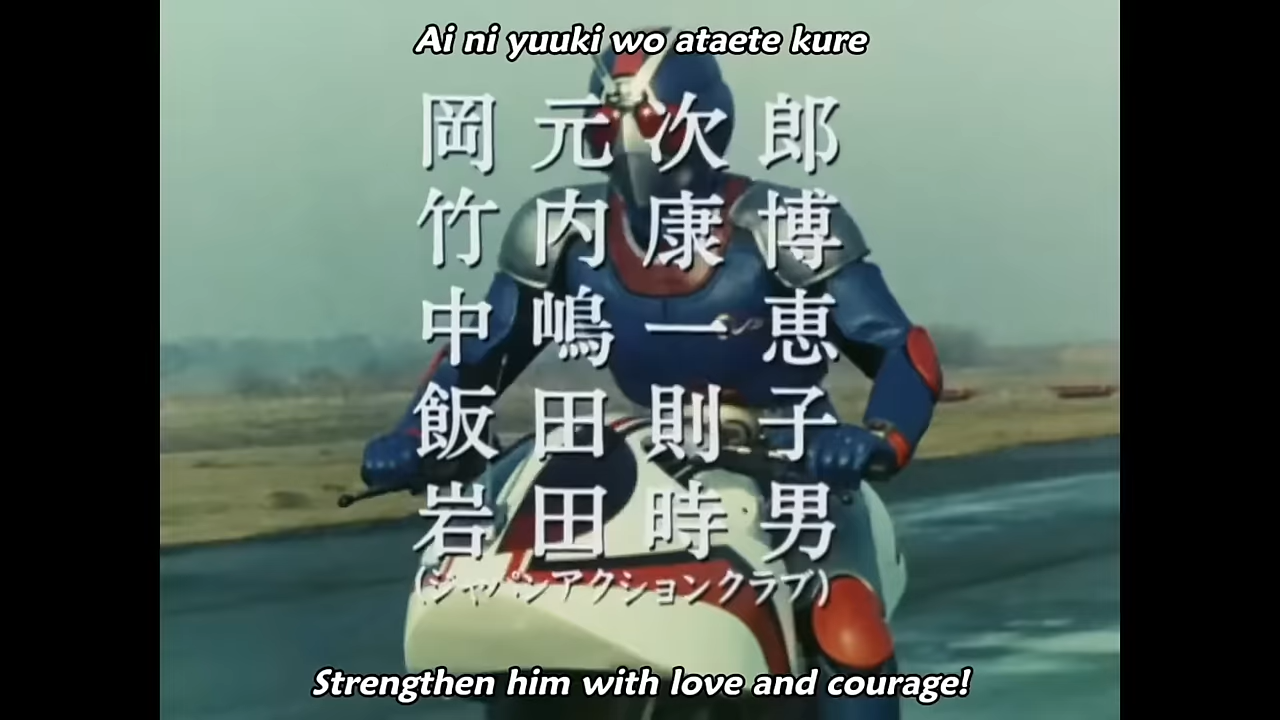 Ai ni yuuki wo ataete kure
岡元次郎
竹内康博
中嶋一恵
飯田則子
岩田時男
(ジャパンアクションクラブ)
Strengthen him with love and courage!